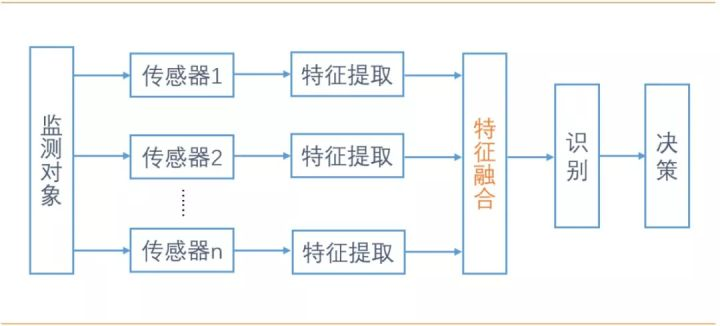 监测对象
传感器1
特征提取
传感器2
特征提取
······
传感器n
特征提取
特征融合
识别
决策